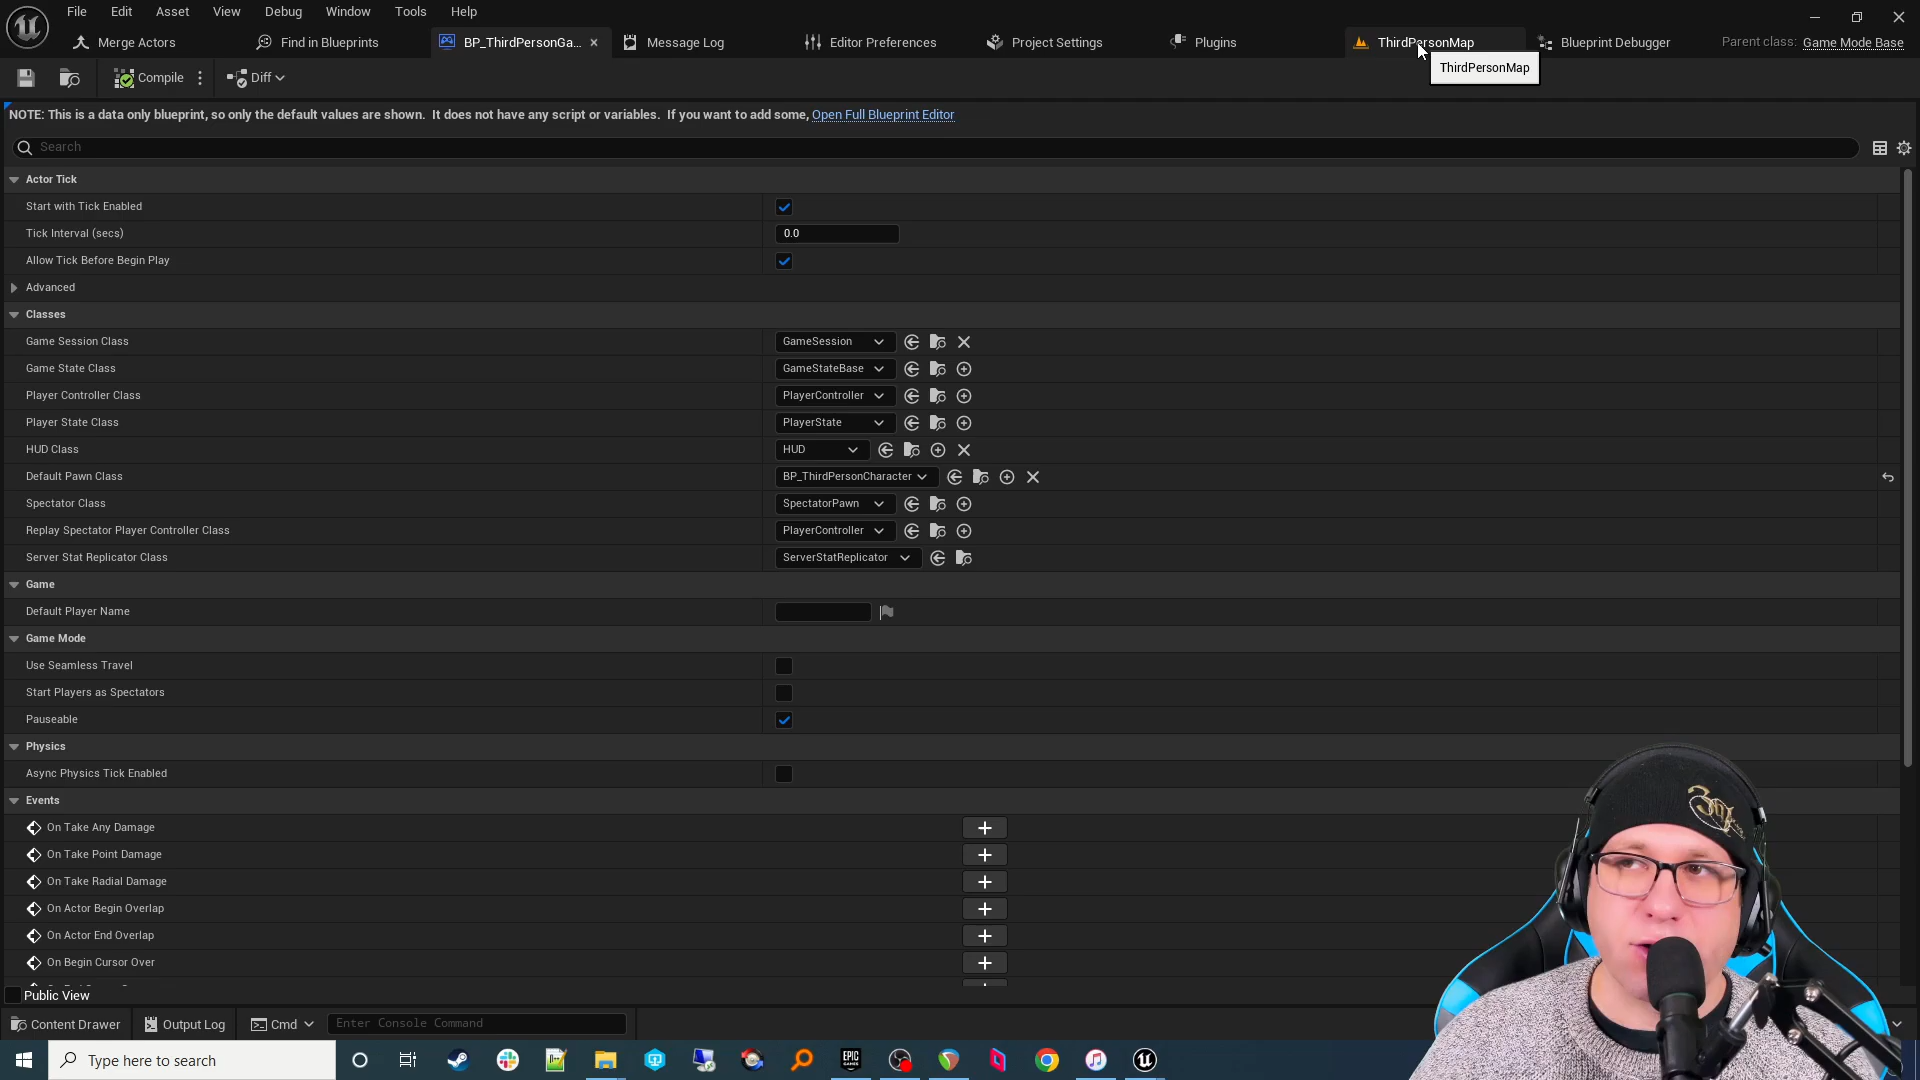 File Edit Asset View Debug Window Tools Help
Merge Actors Find in Blueprints BP_ThirdPersonGa... Message Log Editor Preferences Project Settings Plugins ThirdPersonMap Blueprint Debugger Parent class: Game Mode Base
Compile Diff ThirdPersonMap
NOTE: This is a data only blueprint, so only the default values are shown. It does not have any script or variables. If you want to add some, Open Full Blueprint Editor
Search
Actor Tick
Start with Tick Enabled
Tick Interval (secs) 0.0
Allow Tick Before Begin Play
Advanced
Classes
Game Session Class GameSession
Game State Class GameStateBase
Player Controller Class PlayerController
Player State Class PlayerState
HUD Class HUD
Default Pawn Class BP_ThirdPersonCharacter
Spectator Class SpectatorPawn
Replay Spectator Player Controller Class PlayerController
Server Stat Replicator Class ServerStatReplicator
Game
Default Player Name
Game Mode
Use Seamless Travel
Start Players as Spectators
Pauseable
Physics
Async Physics Tick Enabled
Events
On Take Any Damage
On Take Point Damage
On Take Radial Damage
On Actor Begin Overlap
On Actor End Overlap
On Begin Cursor Over
Public View
Content Drawer Output Log Cmd Enter Console Command
Type here to search EPIC GAMES